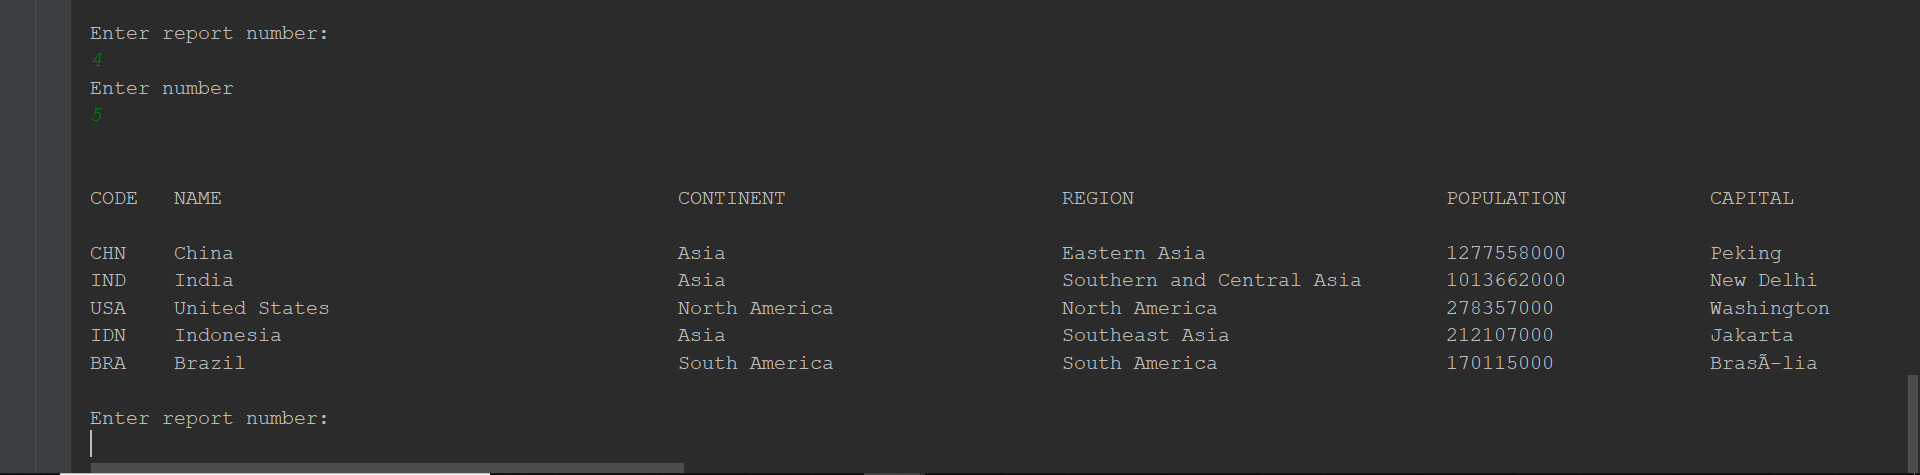 Enter report number:
4
Enter number
5
CODE NAME CONTINENT REGION POPULATION CAPITAL
CHN China Asia Eastern Asia 1277558000 Peking
IND India Asia Southern and Central Asia 1013662000 New Delhi
USA United States North America North America 278357000 Washington
IDN Indonesia Asia Southeast Asia 212107000 Jakarta
BRA Brazil South America South America 170115000 BrasÃ-lia
Enter report number: